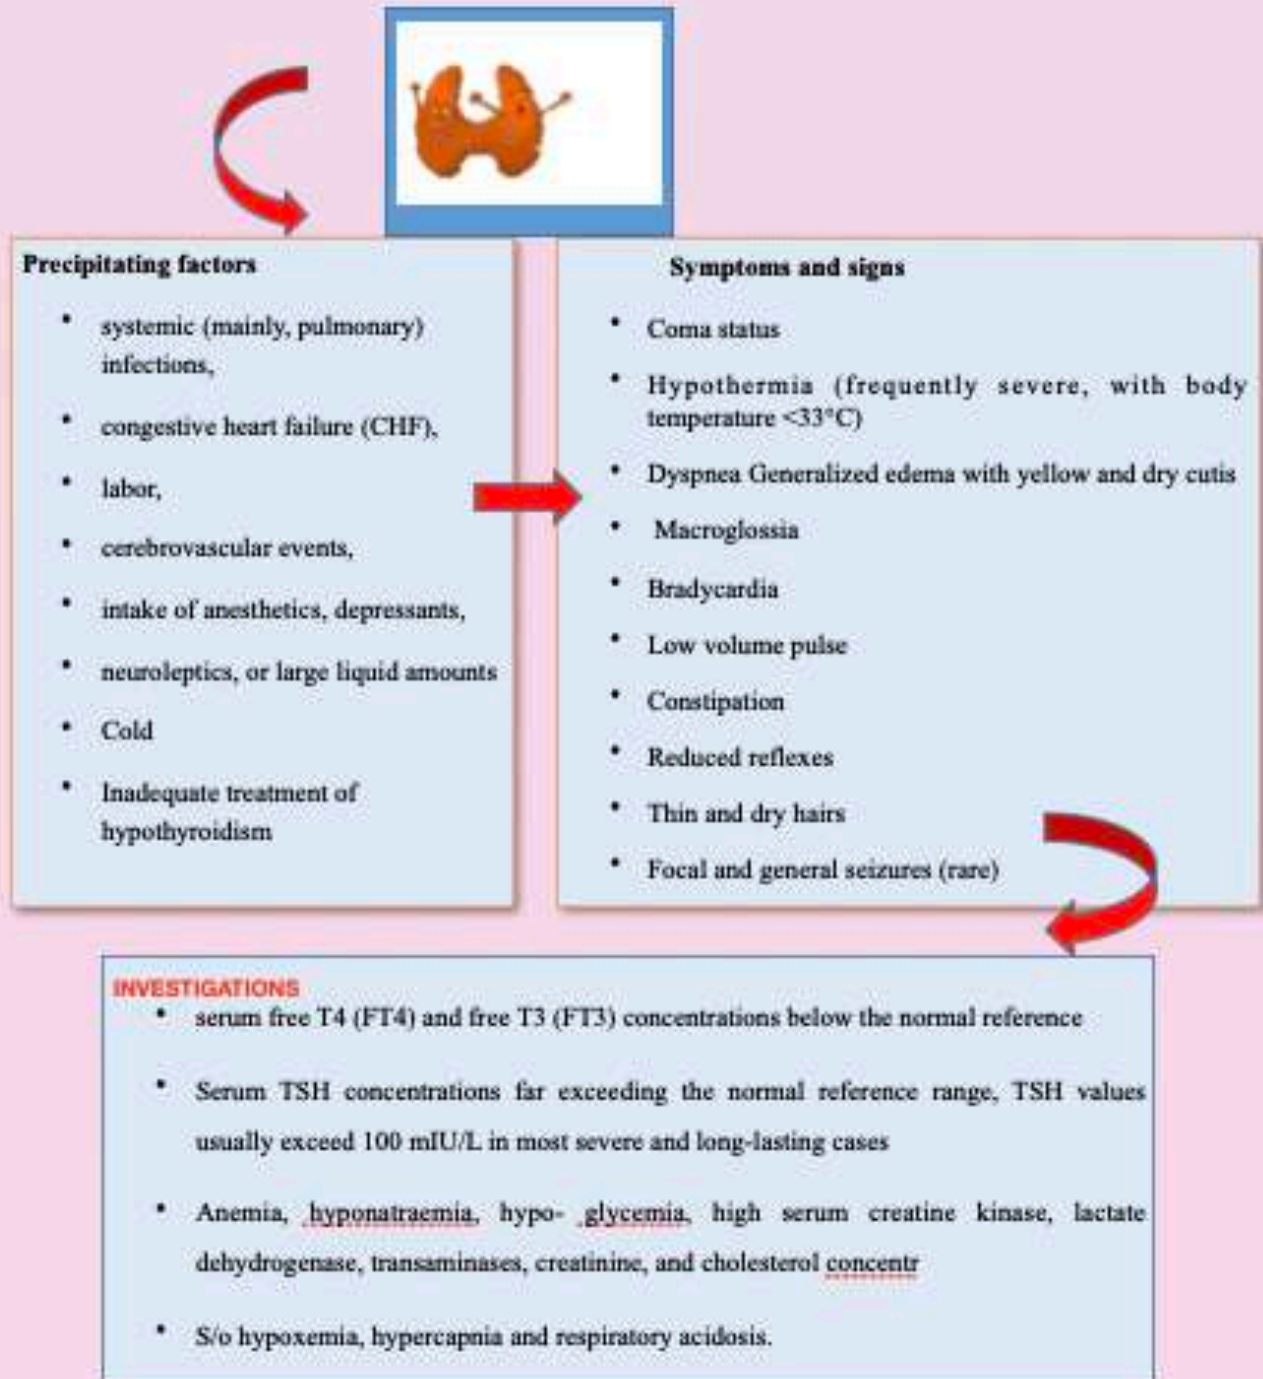 Precipitating factors
• systemic (mainly, pulmonary)
infections,
• congestive heart failure (CHF),
• labor,
• cerebrovascular events,
• intake of anesthetics, depressants,
• neuroleptics, or large liquid amounts
• Cold
• Inadequate treatment of
hypothyroidism
Symptoms and signs
• Coma status
• Hypothermia (frequently severe, with body
temperature <33°C)
• Dyspnea Generalized edema with yellow and dry cutis
• Macroglossia
• Bradycardia
• Low volume pulse
• Constipation
• Reduced reflexes
• Thin and dry hairs
• Focal and general seizures (rare)
INVESTIGATIONS
• serum free T4 (FT4) and free T3 (FT3) concentrations below the normal reference
• Serum TSH concentrations far exceeding the normal reference range, TSH values
usually exceed 100 mIU/L in most severe and long-lasting cases
• Anemia, hyponatraemia, hypo- glycemia, high serum creatine kinase, lactate
dehydrogenase, transaminases, creatinine, and cholesterol concentr
• S/o hypoxemia, hypercapnia and respiratory acidosis.